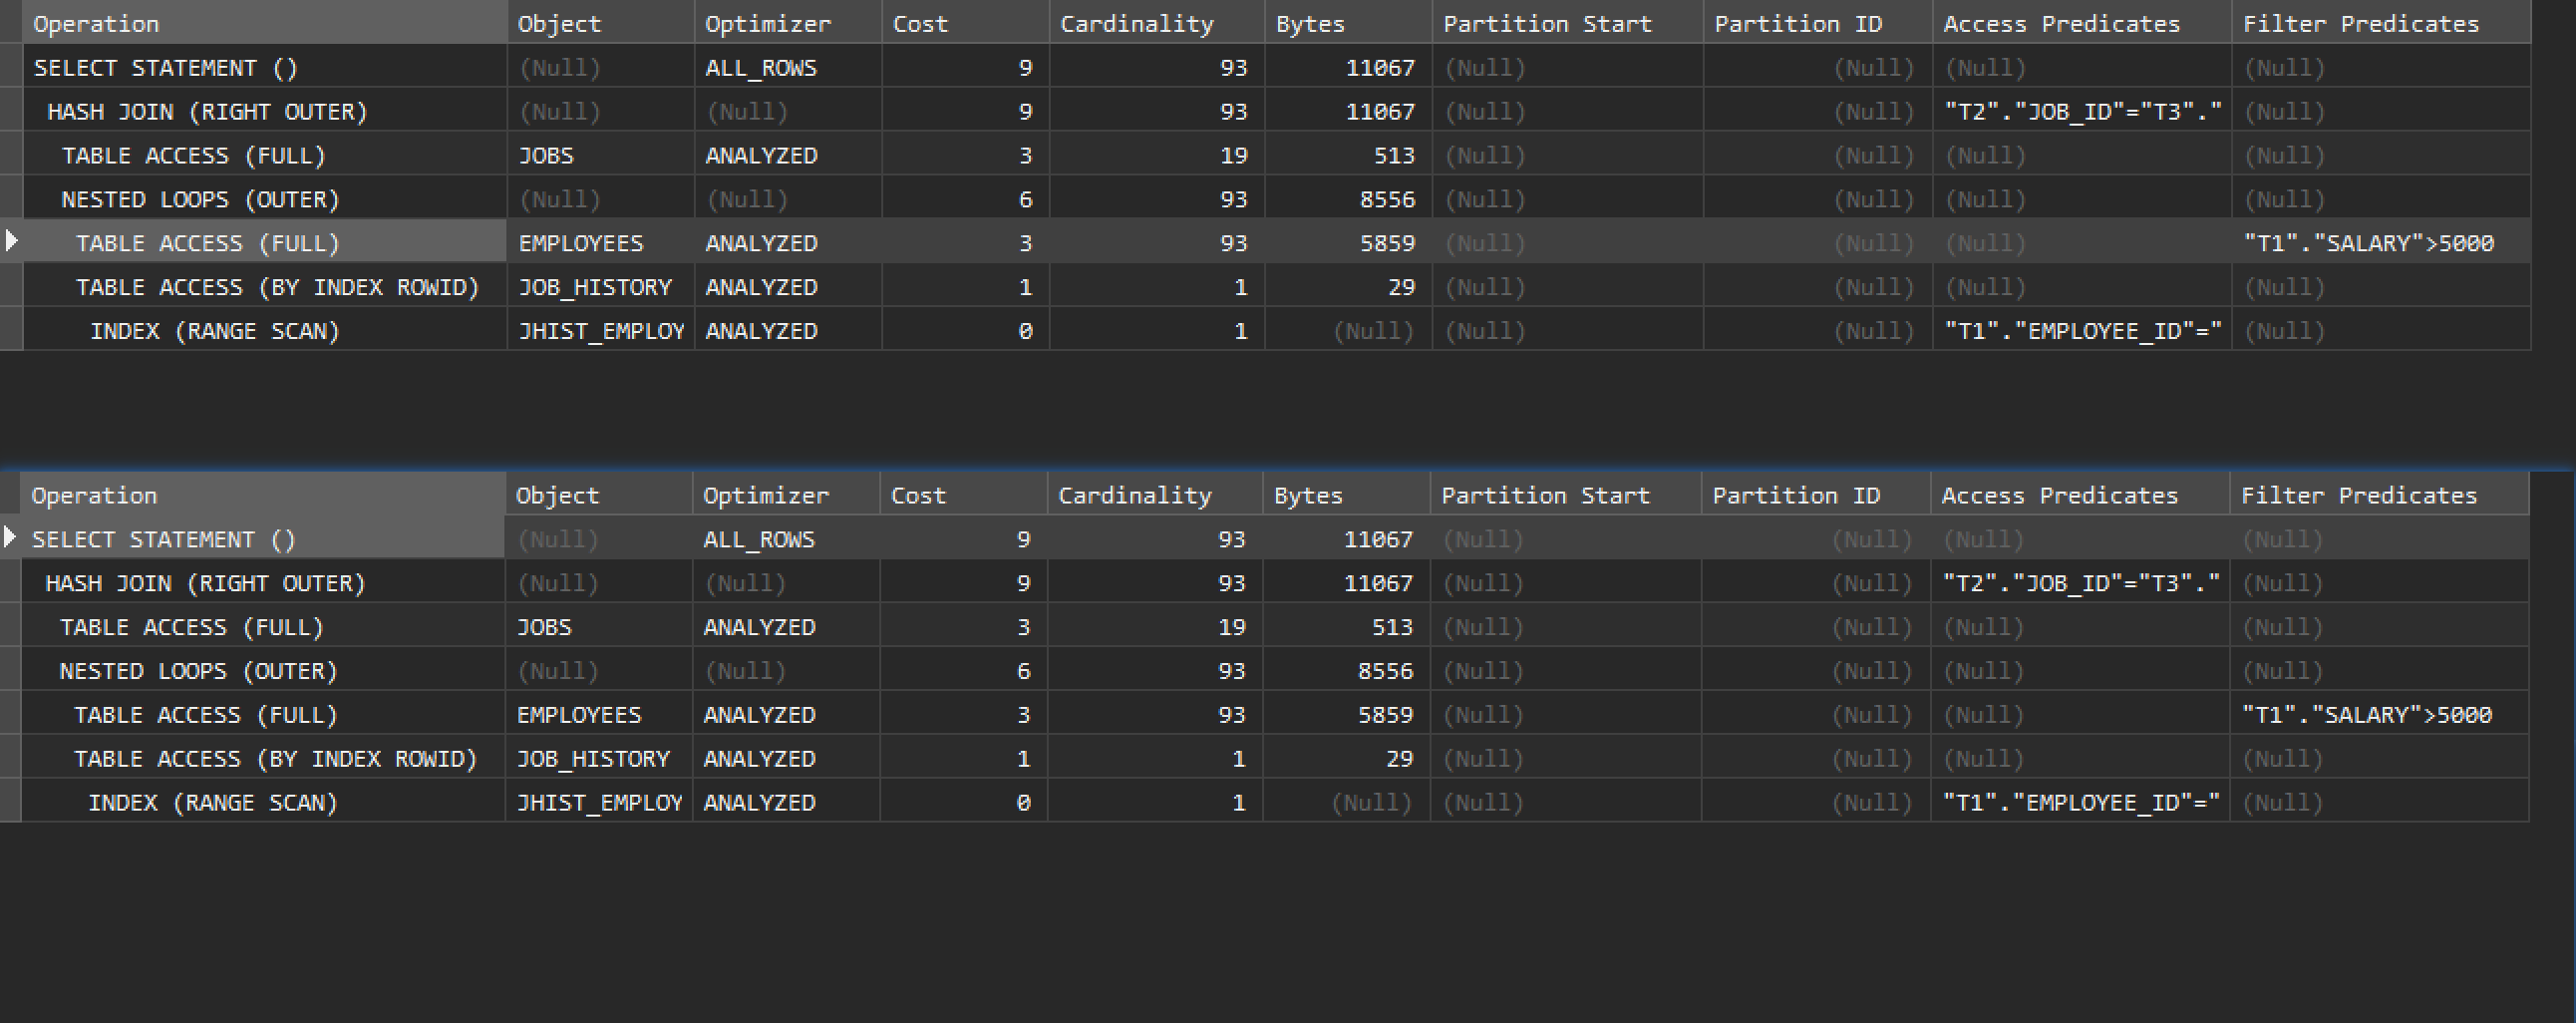 Operation Object Optimizer Cost Cardinality Bytes Partition Start Partition ID Access Predicates Filter Predicates
SELECT STATEMENT () (Null) ALL_ROWS 9 93 11067 (Null) (Null) (Null) (Null)
HASH JOIN (RIGHT OUTER) (Null) (Null) 9 93 11067 (Null) (Null) "T2"."JOB_ID"="T3"." (Null)
TABLE ACCESS (FULL) JOBS ANALYZED 3 19 513 (Null) (Null) (Null) (Null)
NESTED LOOPS (OUTER) (Null) (Null) 6 93 8556 (Null) (Null) (Null) (Null)
TABLE ACCESS (FULL) EMPLOYEES ANALYZED 3 93 5859 (Null) (Null) (Null) "T1"."SALARY">5000
TABLE ACCESS (BY INDEX ROWID) JOB_HISTORY ANALYZED 1 1 29 (Null) (Null) (Null) (Null)
INDEX (RANGE SCAN) JHIST_EMPLOY ANALYZED 0 1 (Null) (Null) (Null) "T1"."EMPLOYEE_ID"=" (Null)
Operation Object Optimizer Cost Cardinality Bytes Partition Start Partition ID Access Predicates Filter Predicates
SELECT STATEMENT () (Null) ALL_ROWS 9 93 11067 (Null) (Null) (Null) (Null)
HASH JOIN (RIGHT OUTER) (Null) (Null) 9 93 11067 (Null) (Null) "T2"."JOB_ID"="T3"." (Null)
TABLE ACCESS (FULL) JOBS ANALYZED 3 19 513 (Null) (Null) (Null) (Null)
NESTED LOOPS (OUTER) (Null) (Null) 6 93 8556 (Null) (Null) (Null) (Null)
TABLE ACCESS (FULL) EMPLOYEES ANALYZED 3 93 5859 (Null) (Null) (Null) "T1"."SALARY">5000
TABLE ACCESS (BY INDEX ROWID) JOB_HISTORY ANALYZED 1 1 29 (Null) (Null) (Null) (Null)
INDEX (RANGE SCAN) JHIST_EMPLOY ANALYZED 0 1 (Null) (Null) (Null) "T1"."EMPLOYEE_ID"=" (Null)